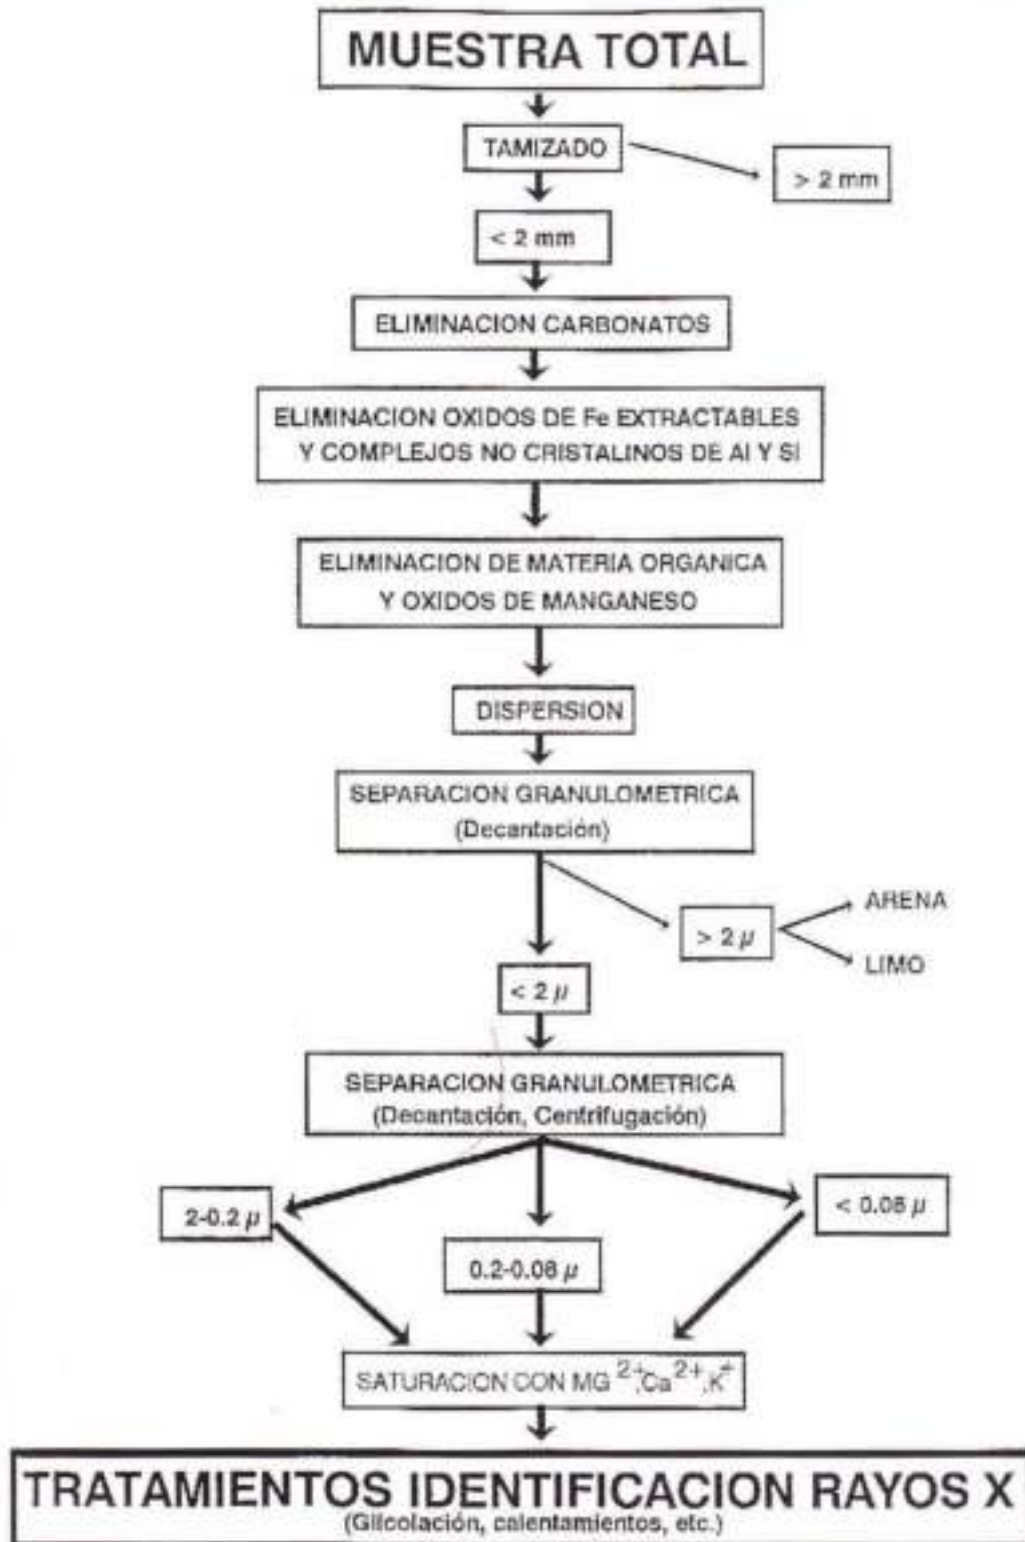 MUESTRA TOTAL
TAMIZADO
> 2 mm
< 2 mm
ELIMINACION CARBONATOS
ELIMINACION OXIDOS DE Fe EXTRACTABLES
Y COMPLEJOS NO CRISTALINOS DE Al Y Si
ELIMINACION DE MATERIA ORGANICA
Y OXIDOS DE MANGANESO
DISPERSION
SEPARACION GRANULOMETRICA
(Decantación)
ARENA
> 2 µ
LIMO
< 2 µ
SEPARACION GRANULOMETRICA
(Decantación, Centrifugación)
2-0.2 µ
< 0.08 µ
0.2-0.08 µ
SATURACION CON MG 2+,Ca2+,K+
TRATAMIENTOS IDENTIFICACION RAYOS X
(Glicolación, calentamientos, etc.)